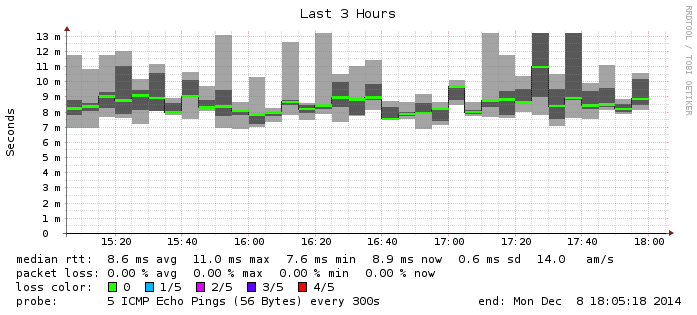 Last 3 Hours
RRDTOOL / TOBI OETIKER
Seconds
13 m
12 m
11 m
10 m
9 m
8 m
7 m
6 m
5 m
4 m
3 m
2 m
1 m
0
15:20 15:40 16:00 16:20 16:40 17:00 17:20 17:40 18:00
median rtt: 8.6 ms avg 11.0 ms max 7.6 ms min 8.9 ms now 0.6 ms sd 14.0 am/s
packet loss: 0.00 % avg 0.00 % max 0.00 % min 0.00 % now
loss color: 0 1/5 2/5 3/5 4/5
probe: 5 ICMP Echo Pings (56 Bytes) every 300s end: Mon Dec 8 18:05:18 2014